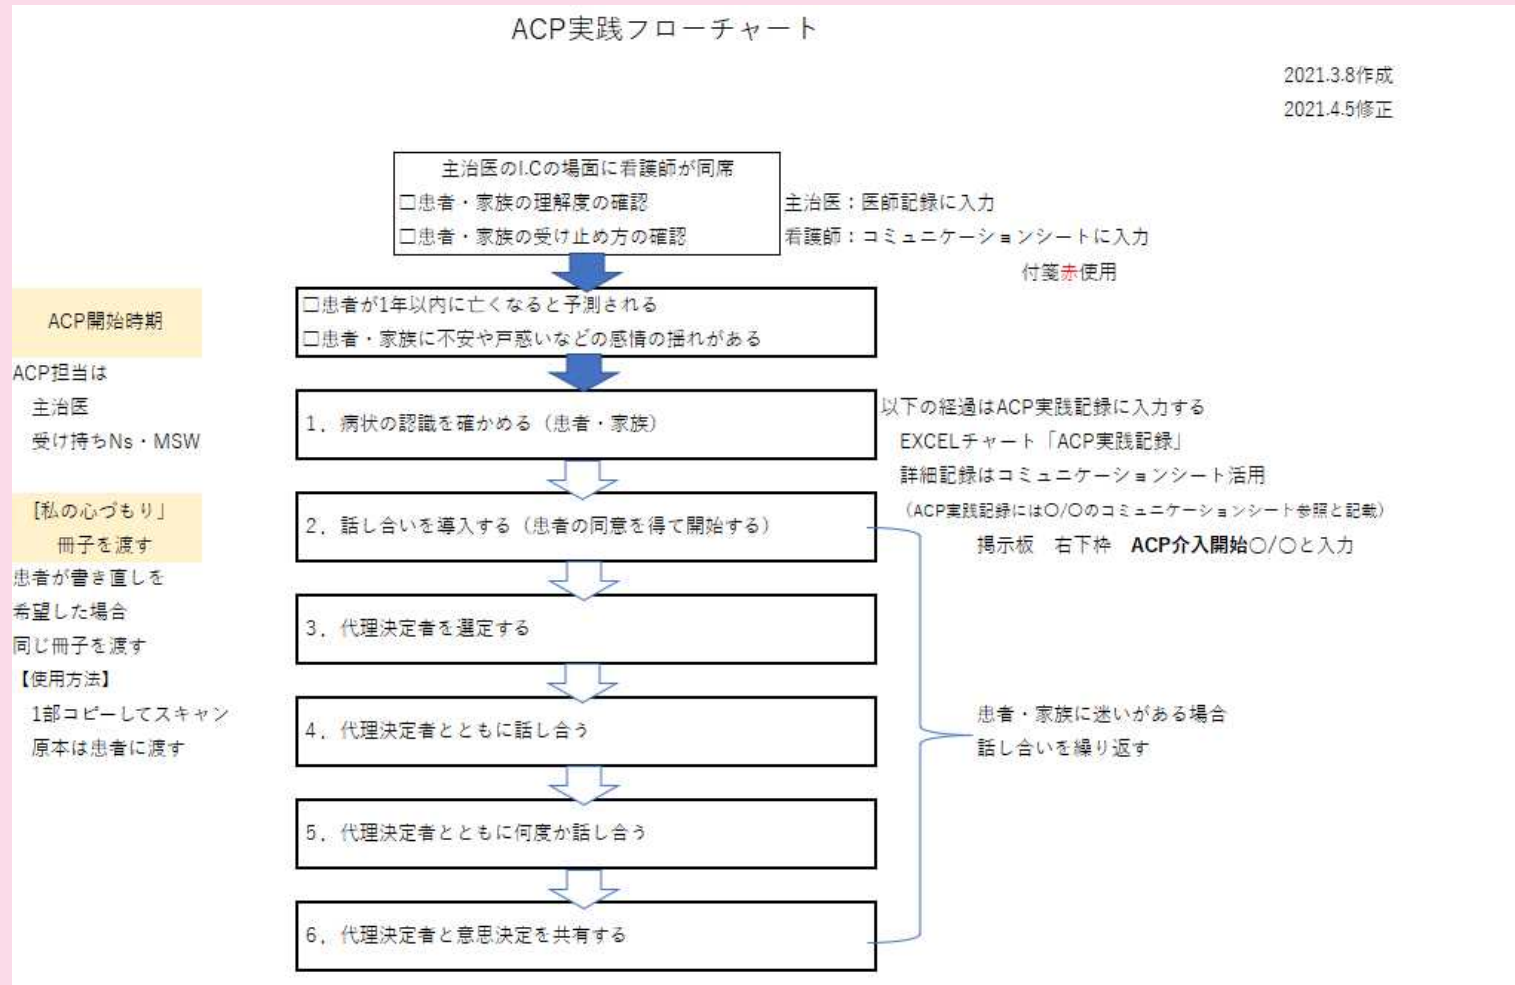 ACP実践フローチャート
2021.3.8作成
2021.4.5修正
主治医のI.Cの場面に看護師が同席
□患者・家族の理解度の確認
□患者・家族の受け止め方の確認
主治医：医師記録に入力
看護師：コミュニケーションシートに入力
付箋赤使用
ACP開始時期
□患者が1年以内に亡くなると予測される
□患者・家族に不安や戸惑いなどの感情の揺れがある
ACP担当は
主治医
受け持ちNs・MSW
1．病状の認識を確かめる（患者・家族）
以下の経過はACP実践記録に入力する
EXCELチャート「ACP実践記録」
詳細記録はコミュニケーションシート活用
（ACP実践記録には〇/〇のコミュニケーションシート参照と記載）
掲示板　右下枠　ACP介入開始〇/〇と入力
[私の心づもり」
冊子を渡す
患者が書き直しを
希望した場合
同じ冊子を渡す
【使用方法】
1部コピーしてスキャン
原本は患者に渡す
2．話し合いを導入する（患者の同意を得て開始する）
3．代理決定者を選定する
4．代理決定者とともに話し合う
5．代理決定者とともに何度か話し合う
6．代理決定者と意思決定を共有する
患者・家族に迷いがある場合
話し合いを繰り返す